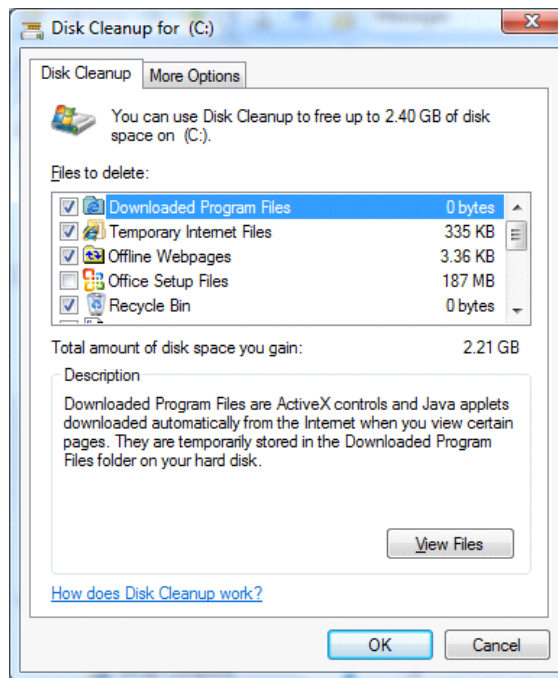 Disk Cleanup for (C:)
Disk Cleanup
More Options
You can use Disk Cleanup to free up to 2.40 GB of disk
space on (C:).
Files to delete:
Downloaded Program Files 0 bytes
Temporary Internet Files 335 KB
Offline Webpages 3.36 KB
Office Setup Files 187 MB
Recycle Bin 0 bytes
Total amount of disk space you gain: 2.21 GB
Description
Downloaded Program Files are ActiveX controls and Java applets
downloaded automatically from the Internet when you view certain
pages. They are temporarily stored in the Downloaded Program
Files folder on your hard disk.
View Files
How does Disk Cleanup work?
OK Cancel